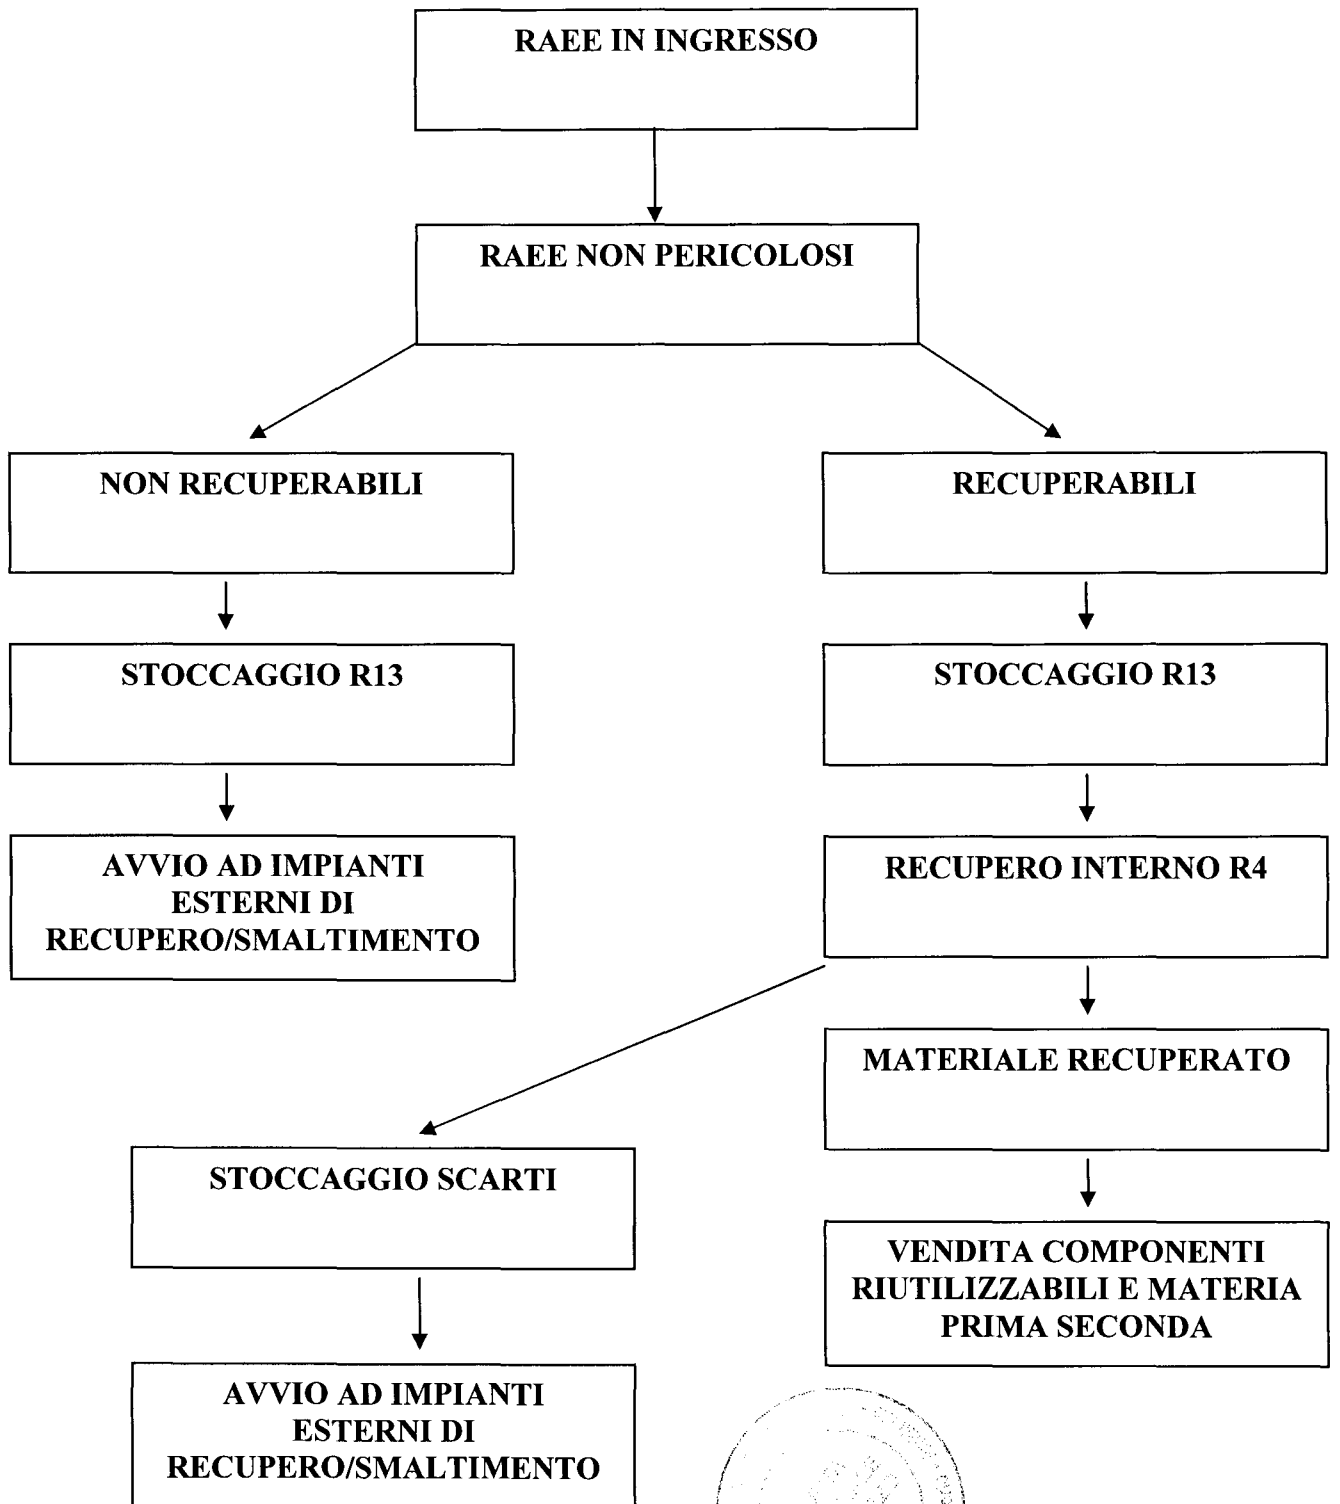 RAEE IN INGRESSO
RAEE NON PERICOLOSI
NON RECUPERABILI
RECUPERABILI
STOCCAGGIO R13
STOCCAGGIO R13
AVVIO AD IMPIANTI
ESTERNI DI
RECUPERO/SMALTIMENTO
RECUPERO INTERNO R4
MATERIALE RECUPERATO
STOCCAGGIO SCARTI
VENDITA COMPONENTI
RIUTILIZZABILI E MATERIA
PRIMA SECONDA
AVVIO AD IMPIANTI
ESTERNI DI
RECUPERO/SMALTIMENTO